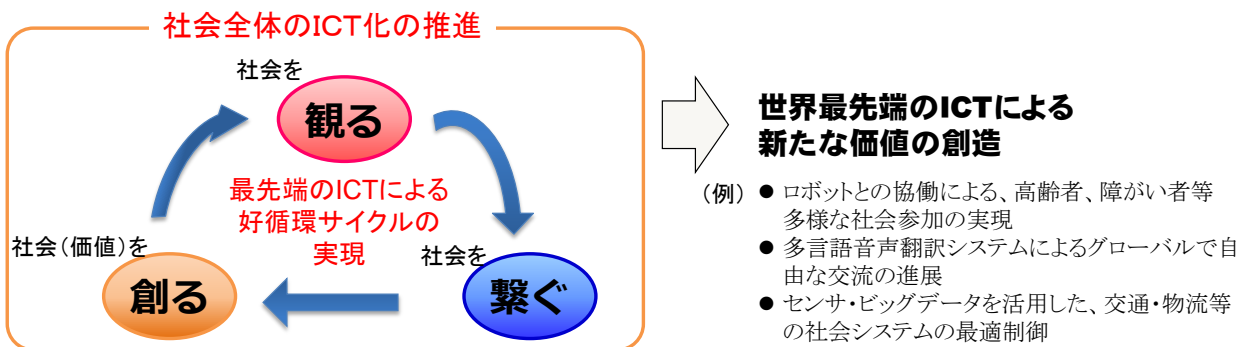 社会全体のICT化の推進
社会を
観る
最先端のICTによる
好循環サイクルの
実現
社会(価値)を
創る
社会を
繋ぐ
世界最先端のICTによる
新たな価値の創造
(例)
● ロボットとの協働による、高齢者、障がい者等
多様な社会参加の実現
● 多言語音声翻訳システムによるグローバルで自
由な交流の進展
● センサ・ビッグデータを活用した、交通・物流等
の社会システムの最適制御